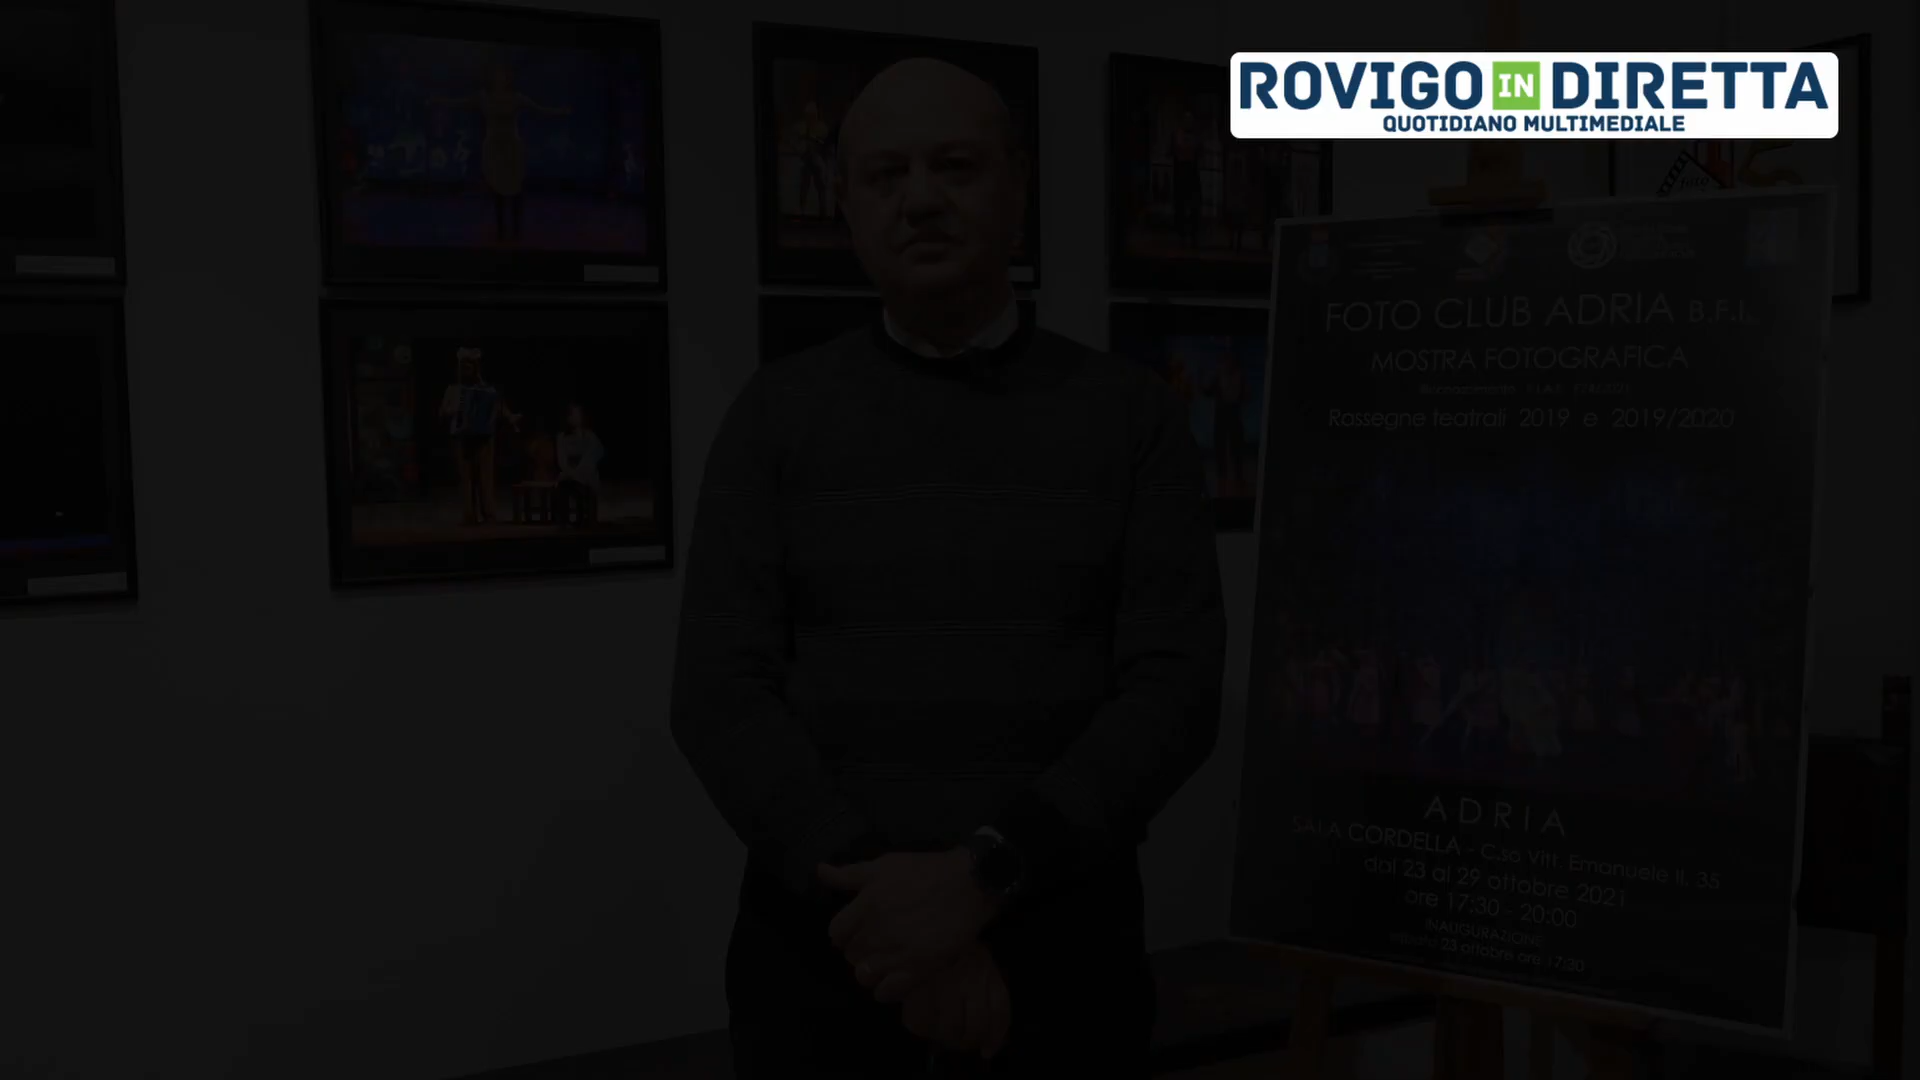 ROVIGO IN DIRETTA
QUOTIDIANO MULTIMEDIALE
foto
FOTO CLUB ADRIA B.F.I.
MOSTRA FOTOGRAFICA
Rassegne teatrali 2019 e 2019/2020
ADRIA
SALA CORDELLA - C.so Vitt. Emanuele II, 35
dal 23 al 29 ottobre 2021
ore 17:30 - 20:00
INAUGURAZIONE
sabato 23 ottobre ore 17:30